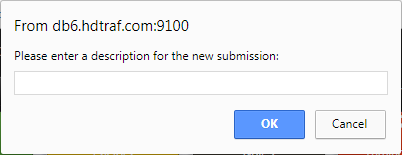 From db6.hdtraf.com:9100
Please enter a description for the new submission:
OK
Cancel